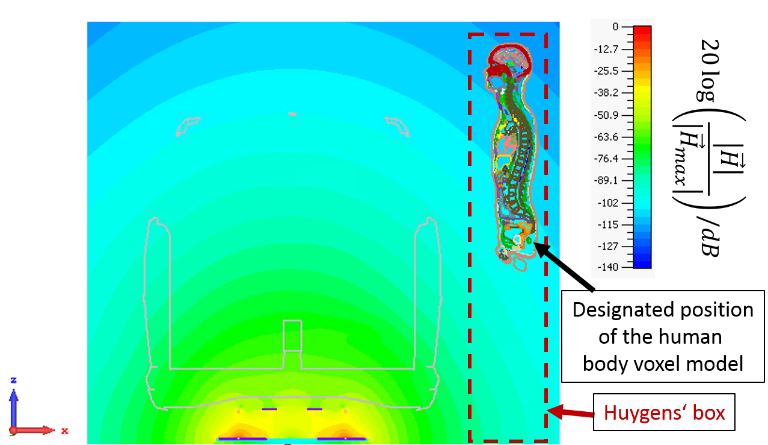 0
-12.7
-25.5
-38.2
-50.9
-63.6
-76.4
-89.1
-102
-115
-127
-140
20 log ( |H⃗| / |H⃗max| ) / dB
Designated position
of the human
body voxel model
Huygens‘ box
z
x